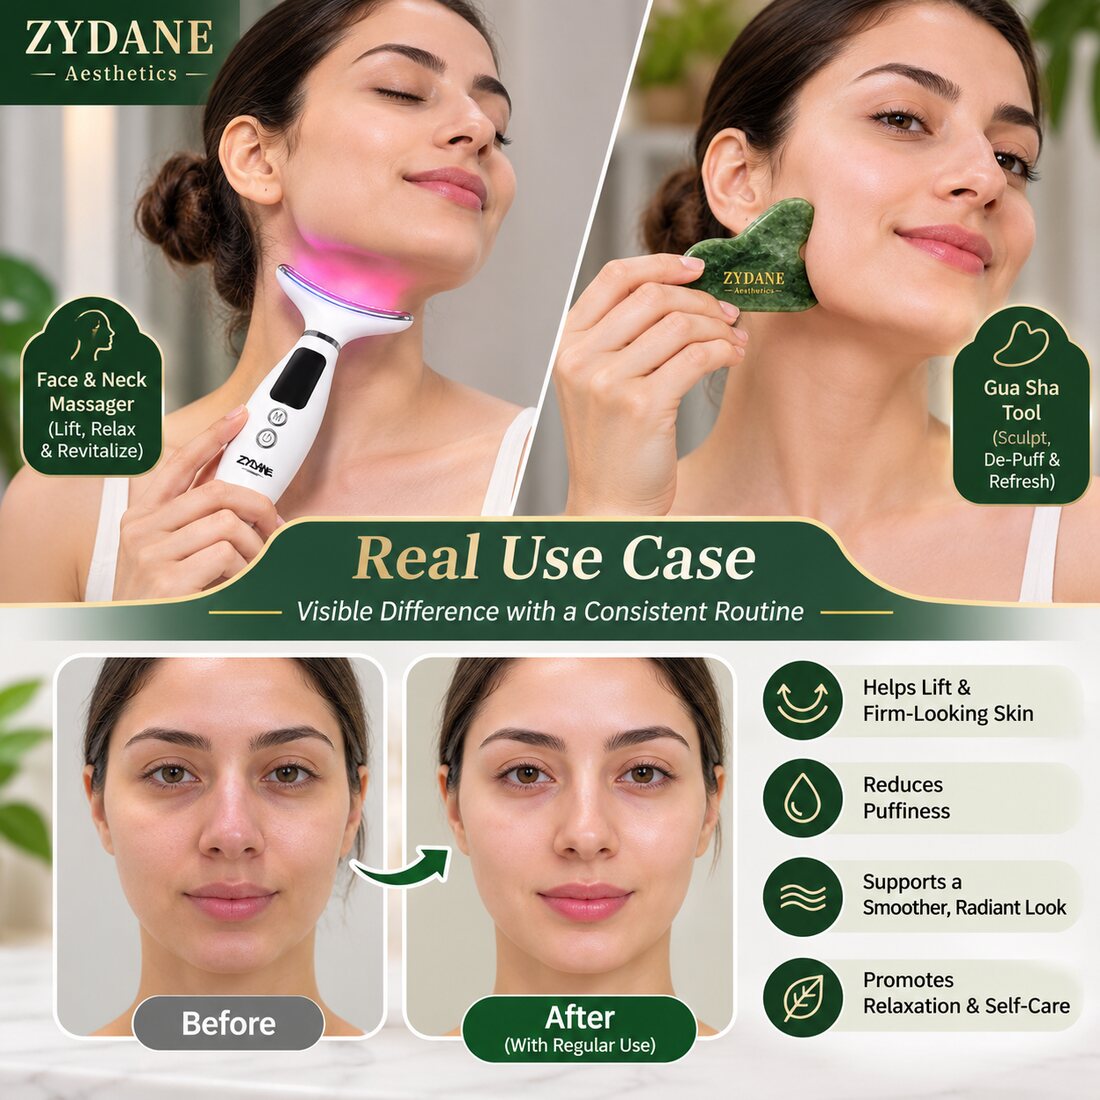 ZYDANE
Aesthetics
Face & Neck
Massager
(Lift, Relax
& Revitalize)
M
ZYDANE
ZYDANE
Aesthetics
Gua Sha
Tool
(Sculpt,
De-Puff &
Refresh)
Real Use Case
Visible Difference with a Consistent Routine
Before
After
(With Regular Use)
Helps Lift &
Firm-Looking Skin
Reduces
Puffiness
Supports a
Smoother, Radiant Look
Promotes
Relaxation & Self-Care